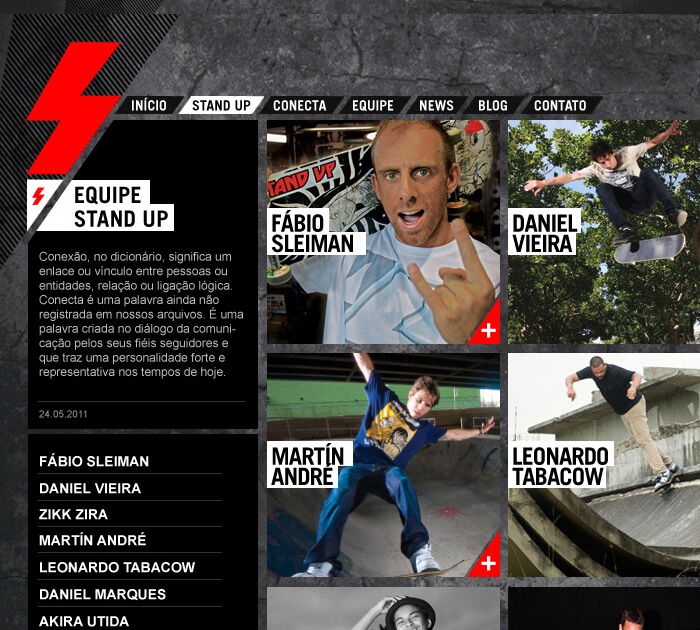 INÍCIO
STAND UP
CONECTA
EQUIPE
NEWS
BLOG
CONTATO
EQUIPE
STAND UP
Conexão, no dicionário, significa um
enlace ou vínculo entre pessoas ou
entidades, relação ou ligação lógica.
Conecta é uma palavra ainda não
registrada em nossos arquivos. É uma
palavra criada no diálogo da comuni-
cação pelos seus fiéis seguidores e
que traz uma personalidade forte e
representativa nos tempos de hoje.
24.05.2011
FÁBIO SLEIMAN
DANIEL VIEIRA
ZIKK ZIRA
MARTÍN ANDRÉ
LEONARDO TABACOW
DANIEL MARQUES
AKIRA UTIDA
STAND UP
FÁBIO
SLEIMAN
+
DANIEL
VIEIRA
MARTÍN
ANDRÉ
+
LEONARDO
TABACOW